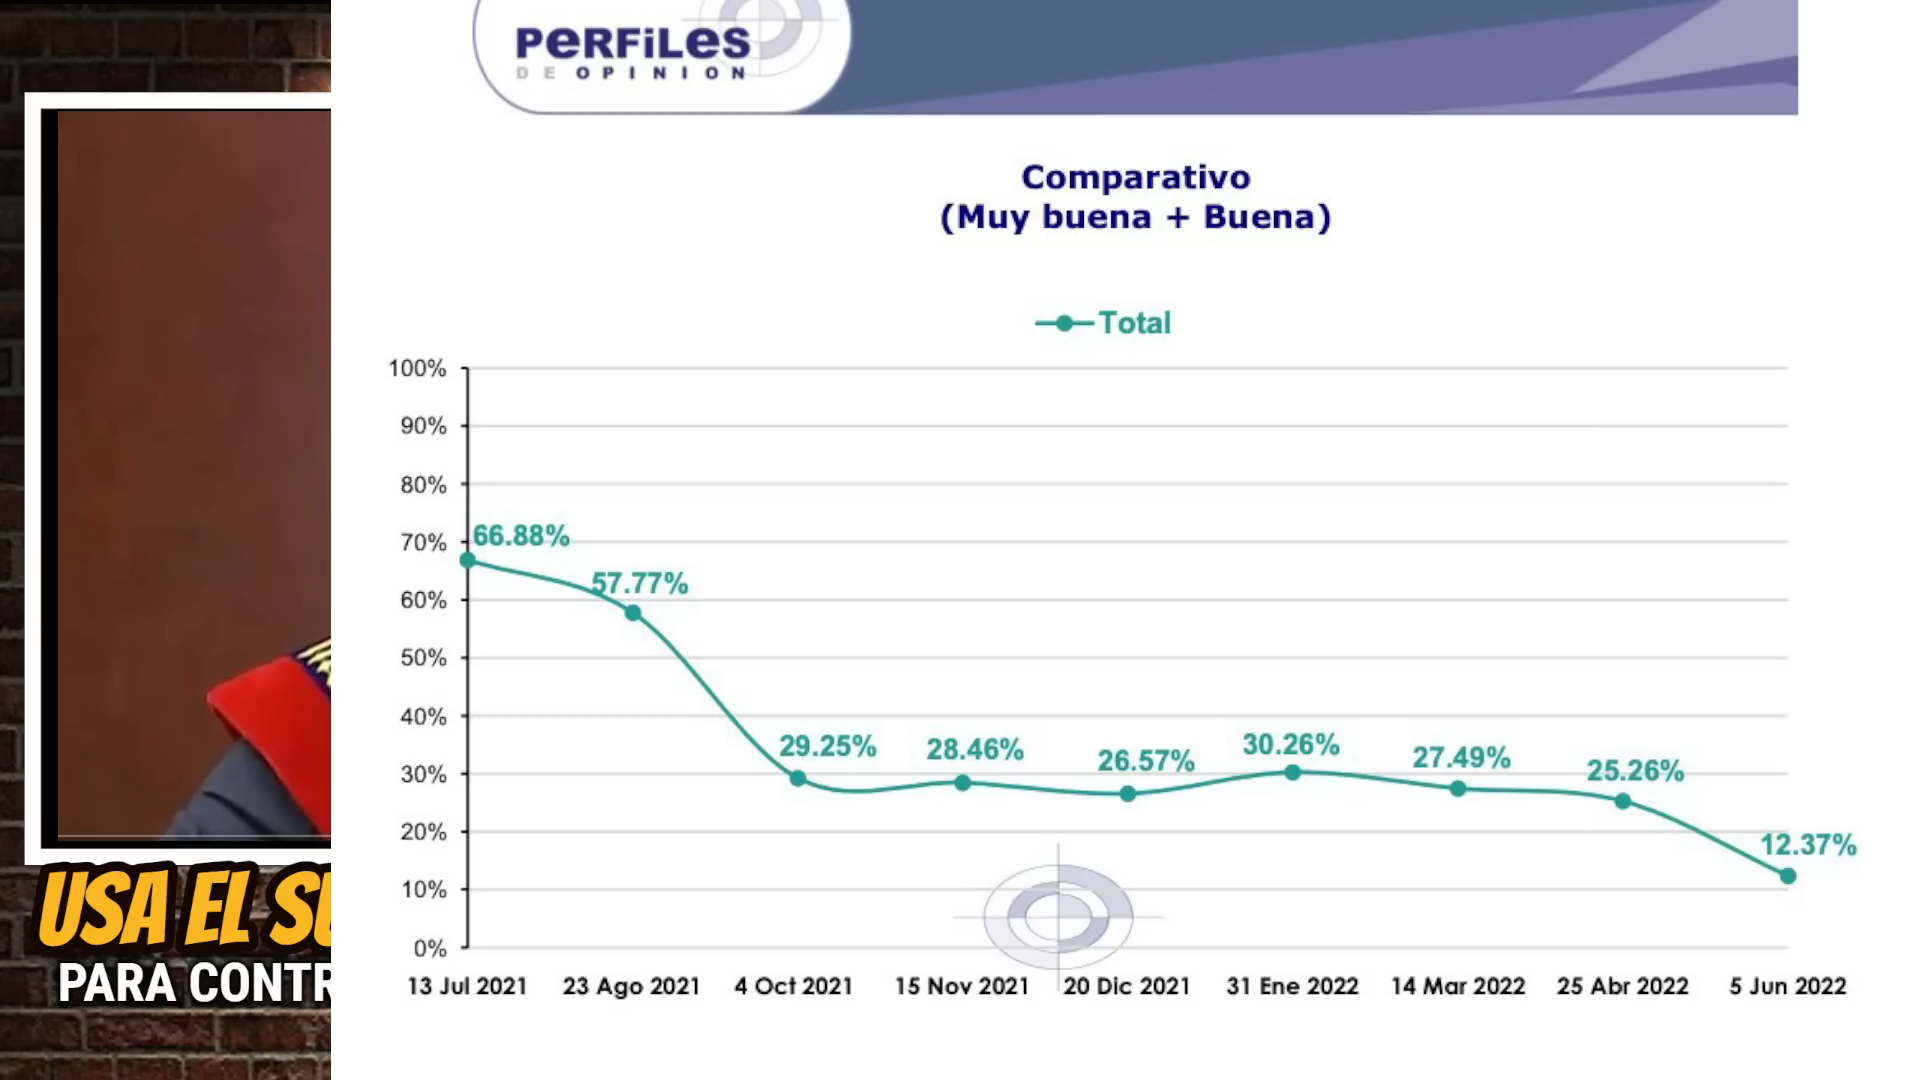 PERFiLES
DE OPINION
Comparativo
(Muy buena + Buena)
Total
100%
90%
80%
70%
60%
50%
40%
30%
20%
10%
0%
66.88%
57.77%
29.25%
28.46%
26.57%
30.26%
27.49%
25.26%
12.37%
13 Jul 2021
23 Ago 2021
4 Oct 2021
15 Nov 2021
20 Dic 2021
31 Ene 2022
14 Mar 2022
25 Abr 2022
5 Jun 2022
USA EL
PARA